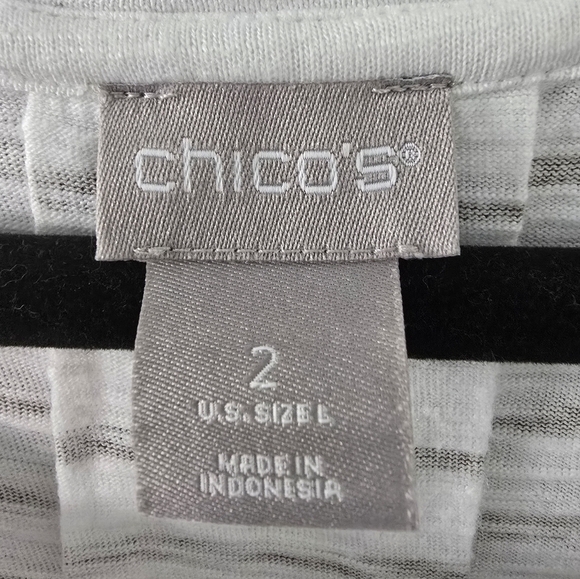 chico's®
2
U.S. SIZE L
MADE IN
INDONESIA